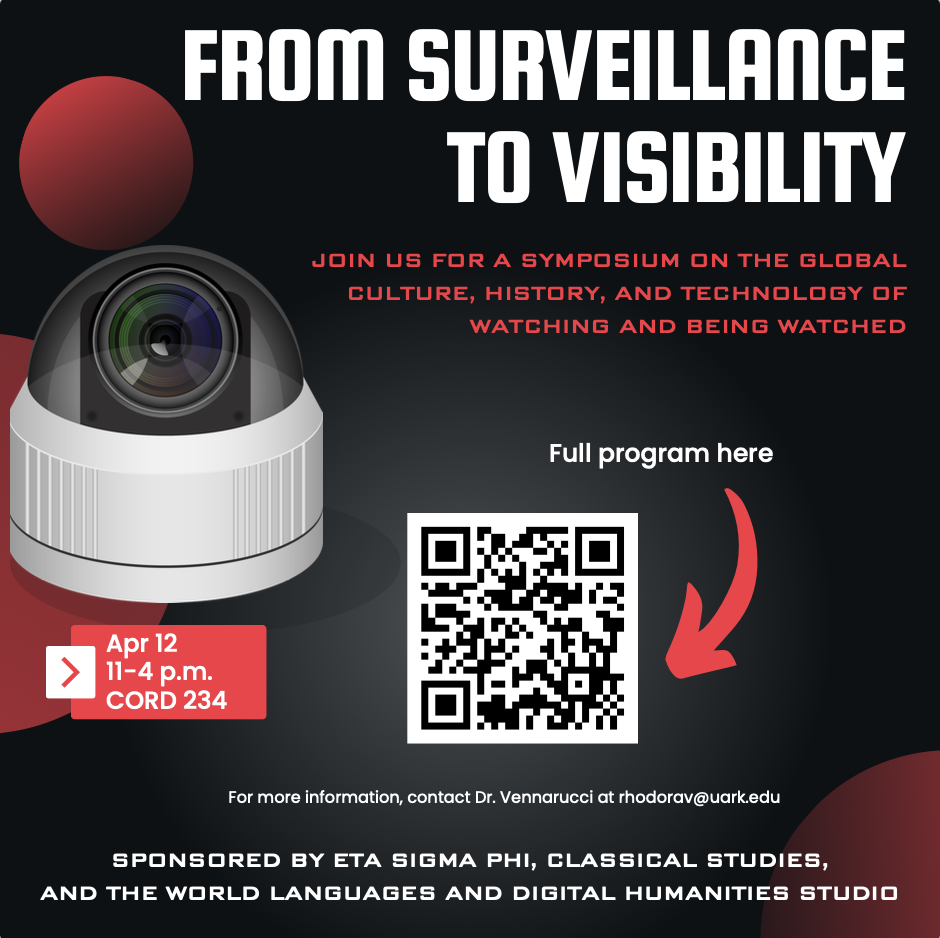 FROM SURVEILLANCE
TO VISIBILITY
JOIN US FOR A SYMPOSIUM ON THE GLOBAL
CULTURE, HISTORY, AND TECHNOLOGY OF
WATCHING AND BEING WATCHED
Full program here
Apr 12
11-4 p.m.
CORD 234
For more information, contact Dr. Vennarucci at rhodorav@uark.edu
SPONSORED BY ETA SIGMA PHI, CLASSICAL STUDIES,
AND THE WORLD LANGUAGES AND DIGITAL HUMANITIES STUDIO